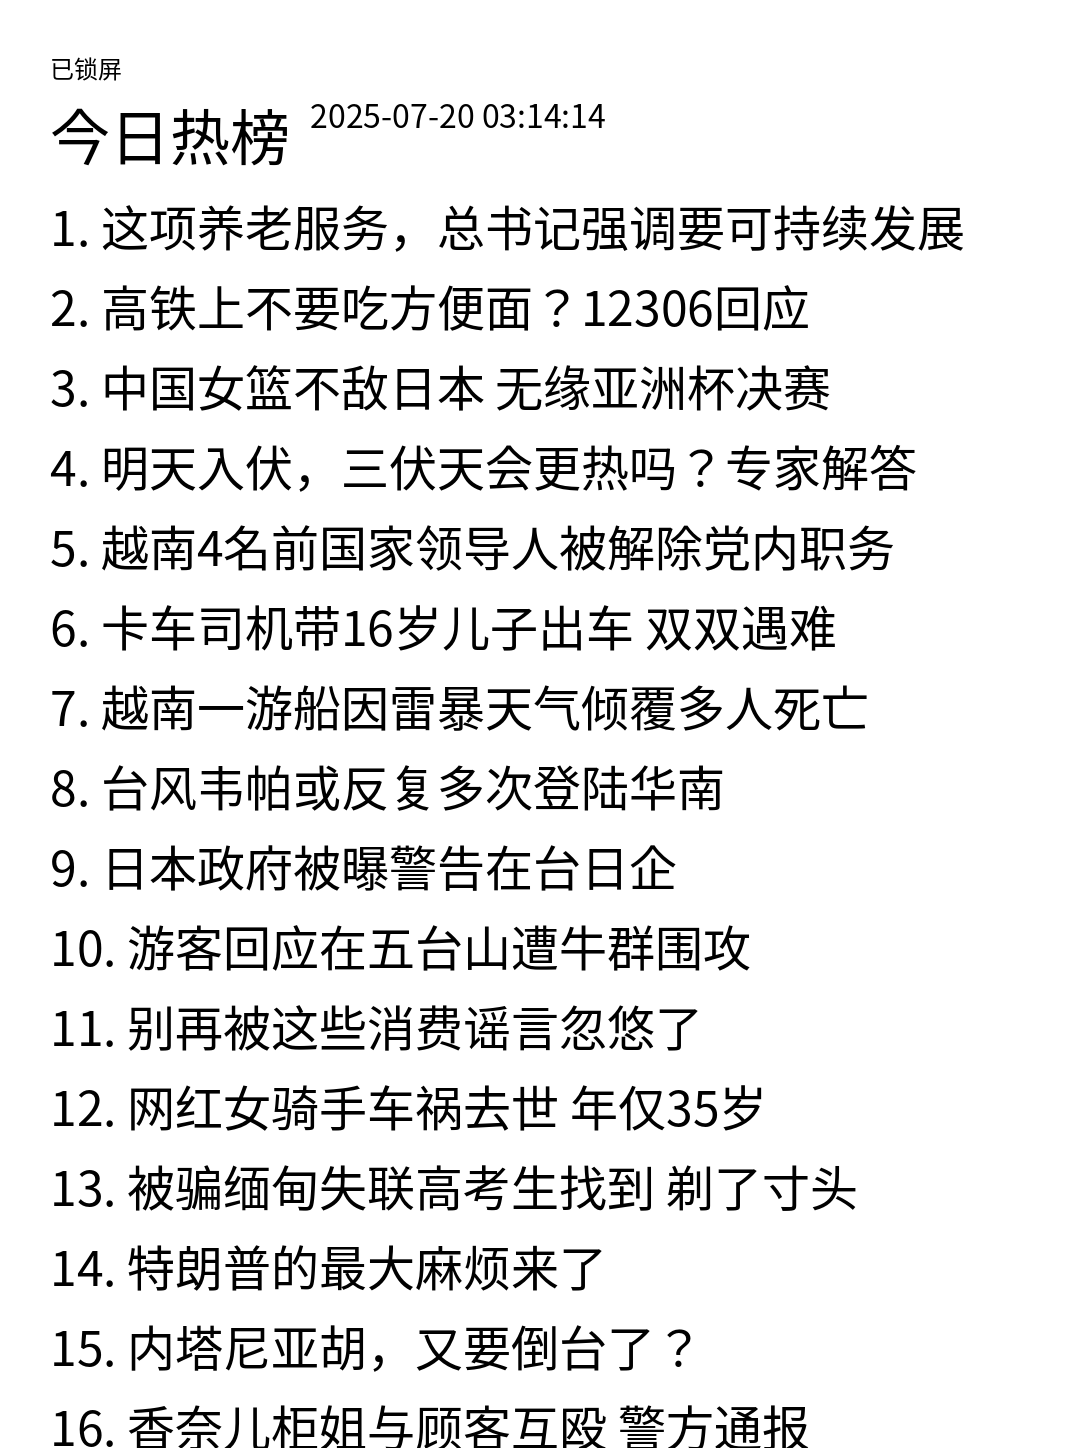 已锁屏
今日热榜 2025-07-20 03:14:14
1. 这项养老服务，总书记强调要可持续发展
2. 高铁上不要吃方便面？12306回应
3. 中国女篮不敌日本 无缘亚洲杯决赛
4. 明天入伏，三伏天会更热吗？专家解答
5. 越南4名前国家领导人被解除党内职务
6. 卡车司机带16岁儿子出车 双双遇难
7. 越南一游船因雷暴天气倾覆多人死亡
8. 台风韦帕或反复多次登陆华南
9. 日本政府被曝警告在台日企
10. 游客回应在五台山遭牛群围攻
11. 别再被这些消费谣言忽悠了
12. 网红女骑手车祸去世 年仅35岁
13. 被骗缅甸失联高考生找到 剃了寸头
14. 特朗普的最大麻烦来了
15. 内塔尼亚胡，又要倒台了？
16. 香奈儿柜姐与顾客互殴 警方通报